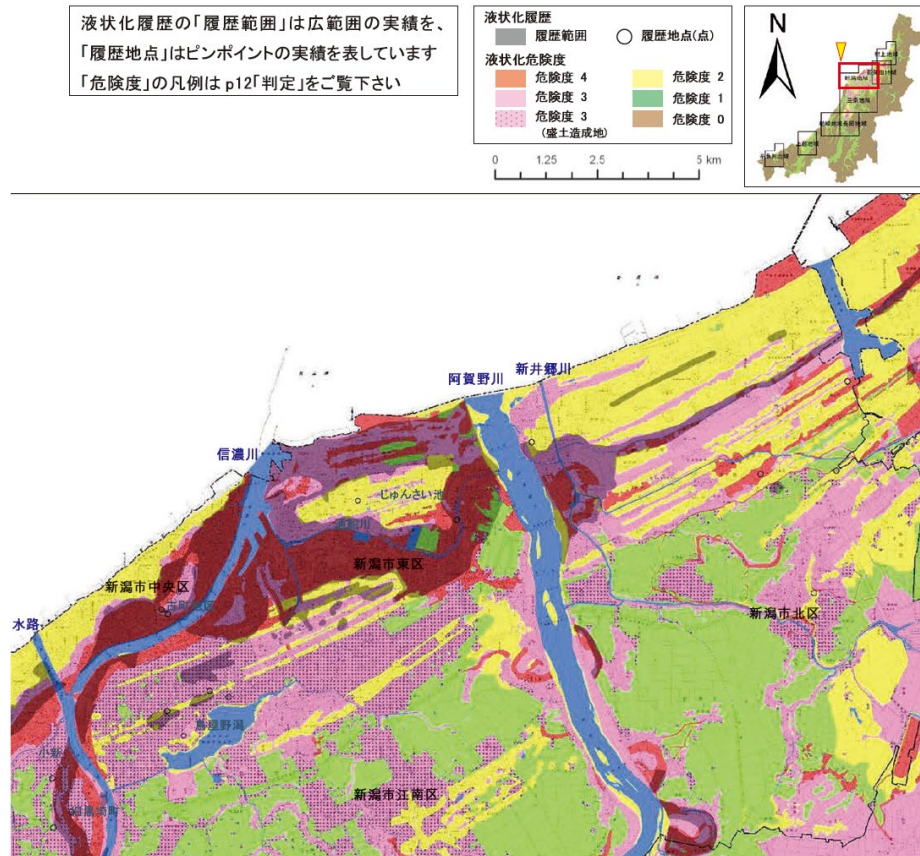 液状化履歴の「履歴範囲」は広範囲の実績を、
「履歴地点」はピンポイントの実績を表しています
「危険度」の凡例は p12「判定」をご覧下さい
液状化履歴
履歴範囲
履歴地点(点)
液状化危険度
危険度 4
危険度 2
危険度 3
危険度 1
危険度 3
(盛土造成地)
危険度 0
0 1.25 2.5 5 km
N
新井郷川
阿賀野川
信濃川
じゅんさい池
通船川
新潟市東区
新潟市中央区
新潟市北区
水路
鳥屋野潟
小新
新潟市江南区